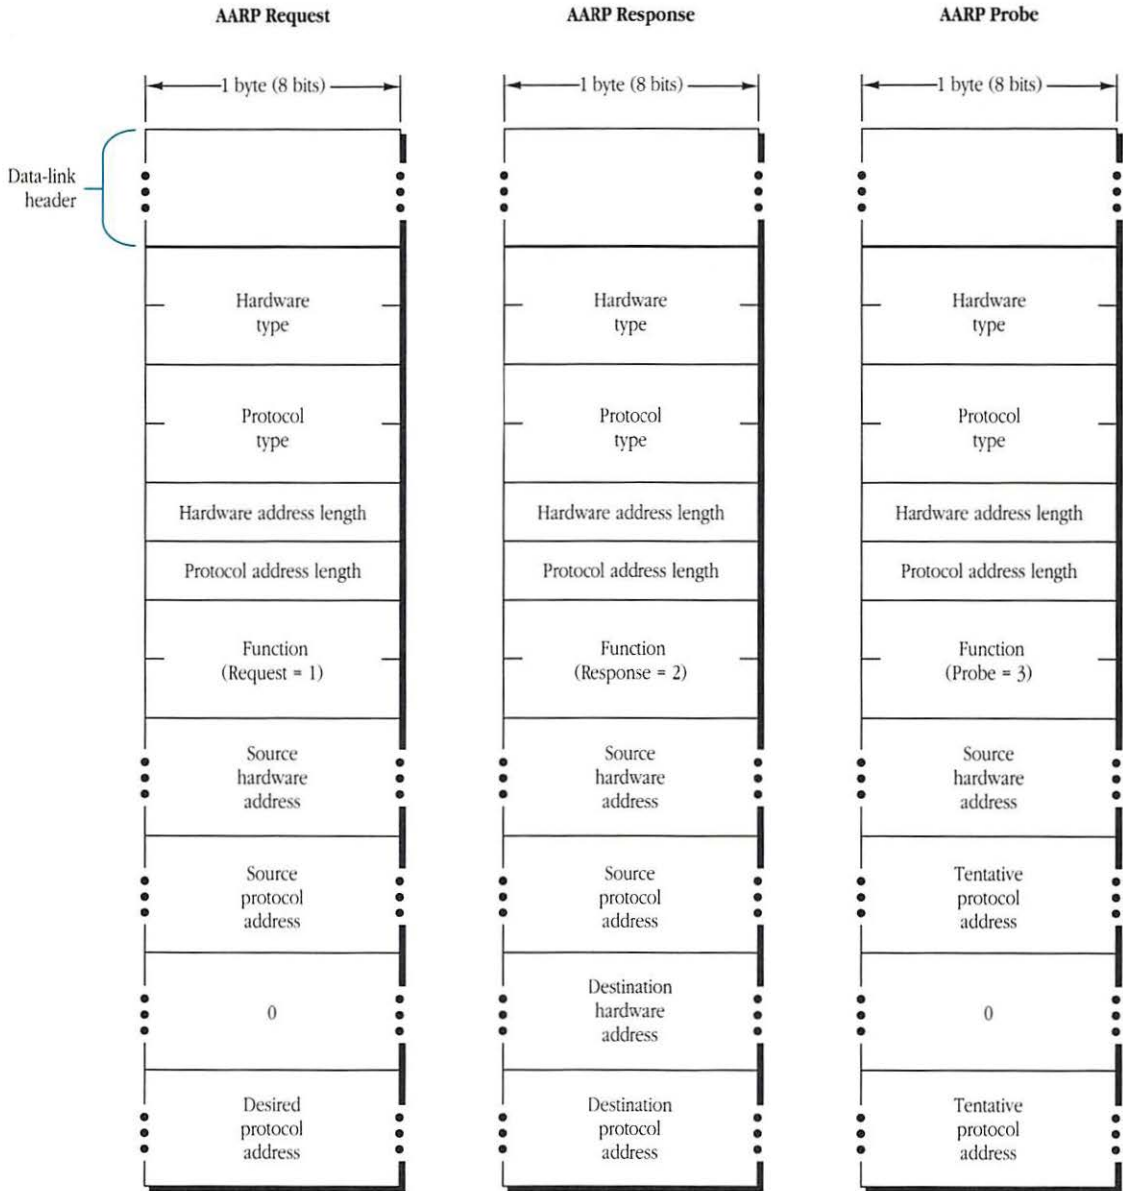 AARP Request
AARP Response
AARP Probe
1 byte (8 bits)
1 byte (8 bits)
1 byte (8 bits)
Data-link
header
Hardware
type
Hardware
type
Hardware
type
Protocol
type
Protocol
type
Protocol
type
Hardware address length
Hardware address length
Hardware address length
Protocol address length
Protocol address length
Protocol address length
Function
(Request = 1)
Function
(Response = 2)
Function
(Probe = 3)
Source
hardware
address
Source
hardware
address
Source
hardware
address
Source
protocol
address
Source
protocol
address
Tentative
protocol
address
0
Destination
hardware
address
0
Desired
protocol
address
Destination
protocol
address
Tentative
protocol
address